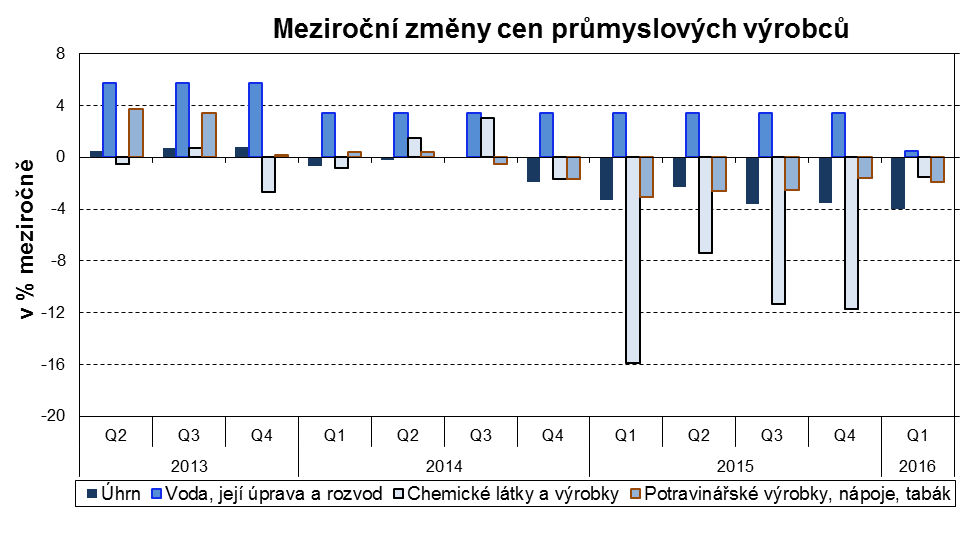 Meziroční změny cen průmyslových výrobců
v % meziročně
8
4
0
-4
-8
-12
-16
-20
Q2 Q3 Q4 Q1 Q2 Q3 Q4 Q1 Q2 Q3 Q4 Q1
2013 2014 2015 2016
Úhrn Voda, její úprava a rozvod Chemické látky a výrobky Potravinářské výrobky, nápoje, tabák